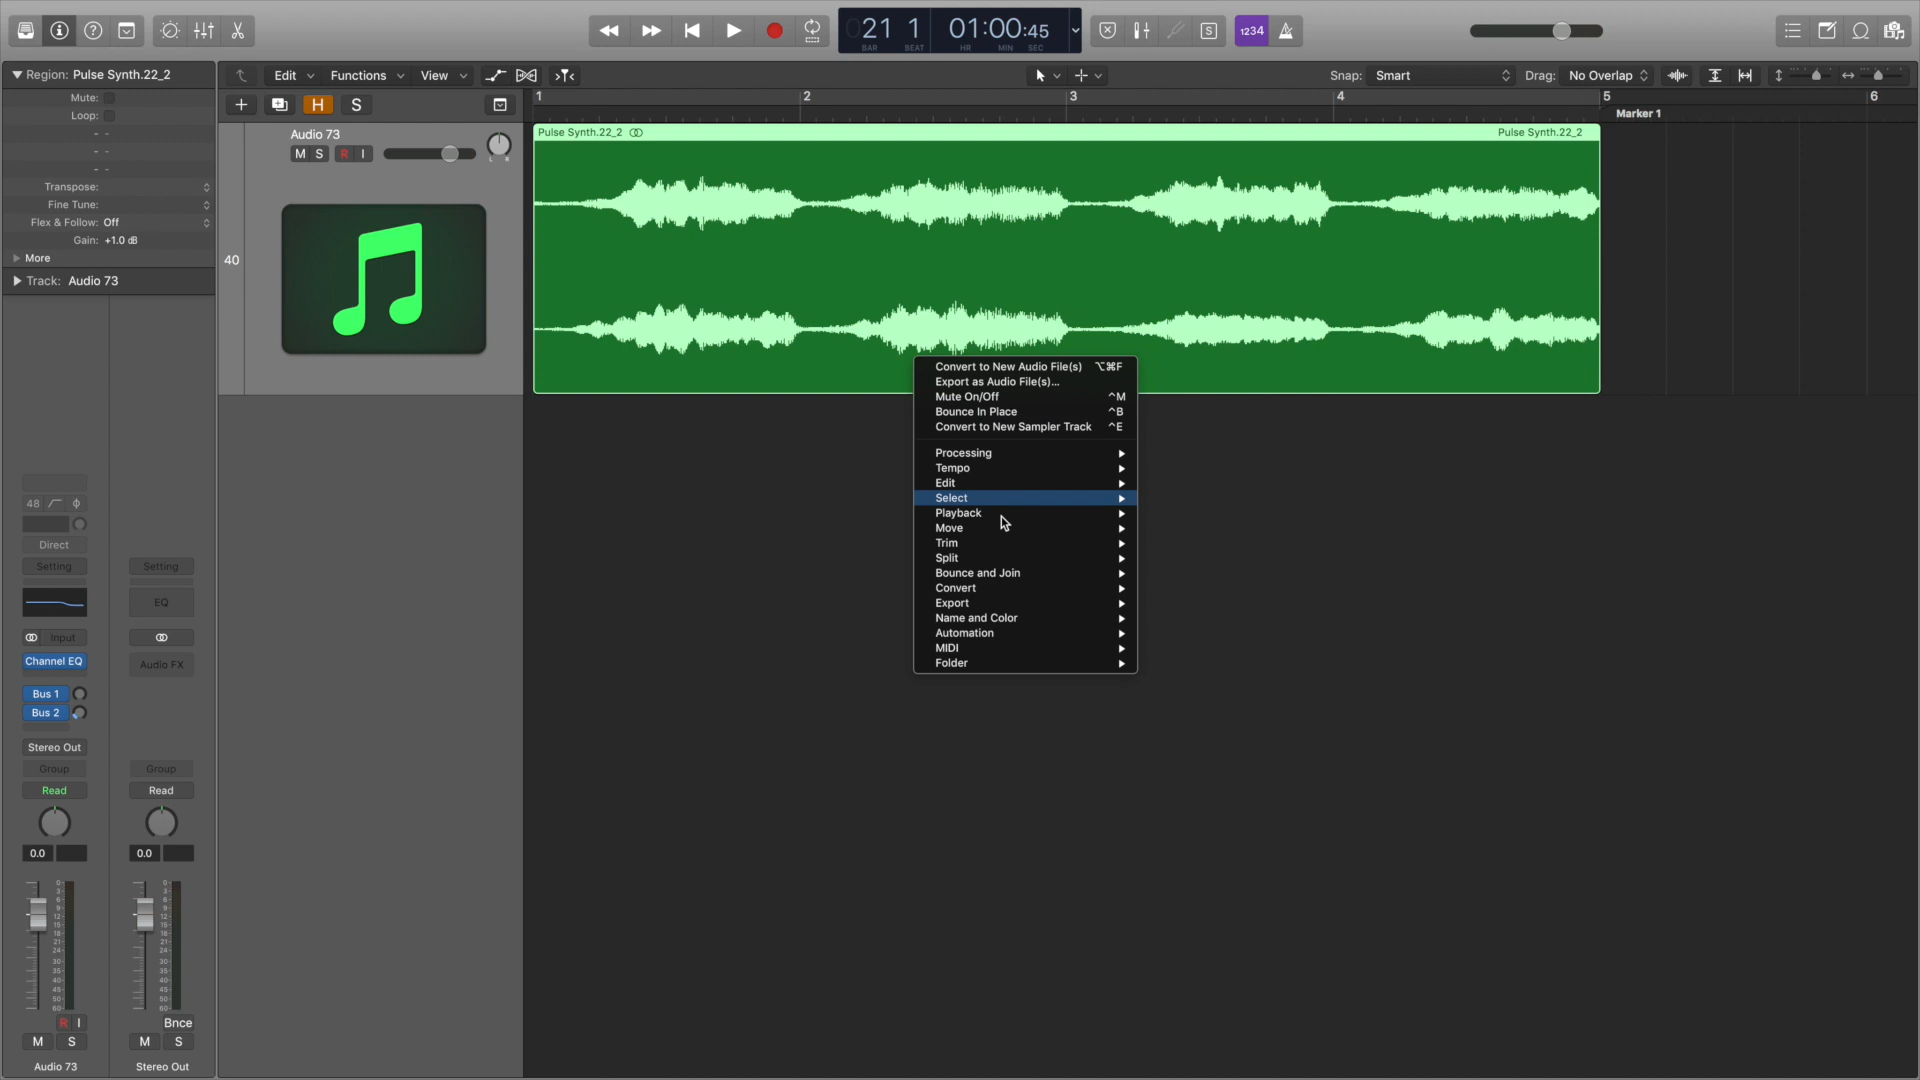 21 1
BAR BEAT
01:00:45
HR MIN SEC
1234
Region: Pulse Synth.22_2
Edit Functions View
Snap: Smart
Drag: No Overlap
Mute:
Loop:
- -
- -
- -
Transpose:
Fine Tune:
Flex & Follow: Off
Gain: +1.0 dB
More
Track: Audio 73
H S
1 2 3 4 5 6
Marker 1
Audio 73
M S R I
L R
40
Pulse Synth.22_2
Pulse Synth.22_2
Convert to New Audio File(s) ⌥⌘F
Export as Audio File(s)...
Mute On/Off ^M
Bounce In Place ^B
Convert to New Sampler Track ^E
Processing
Tempo
Edit
Select
Playback
Move
Trim
Split
Bounce and Join
Convert
Export
Name and Color
Automation
MIDI
Folder
48
Direct
Setting Setting
EQ
Input
Channel EQ Audio FX
Bus 1
Bus 2
Stereo Out
Group Group
Read Read
0.0 0.0
R I Bnce
M S M S
Audio 73 Stereo Out